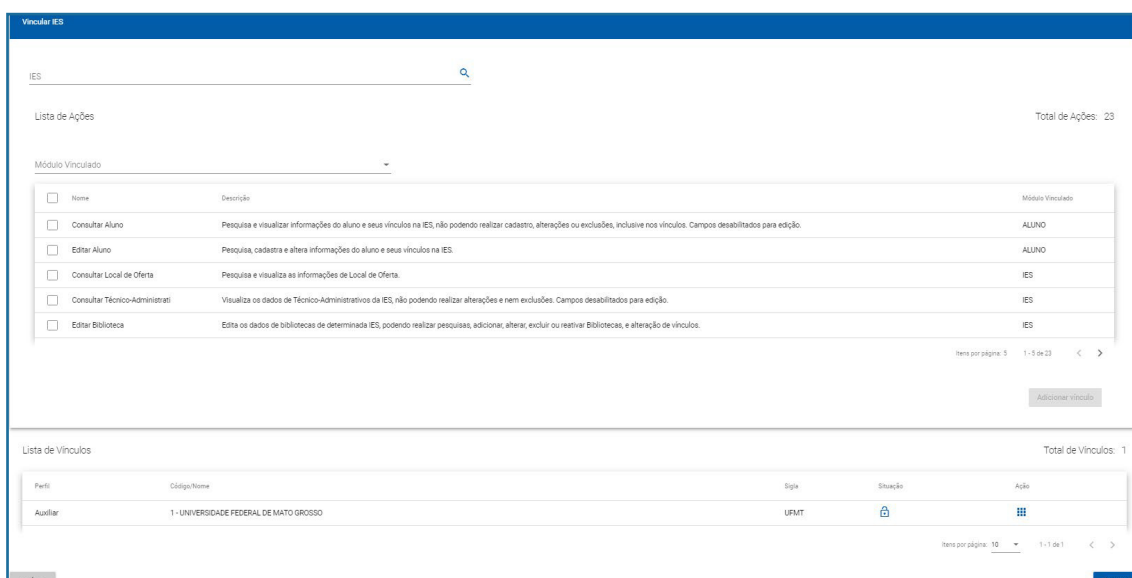 Vincular IES
IES
Lista de Ações Total de Ações: 23
Módulo Vinculado
Nome Descrição Módulo Vinculado
Consultar Aluno Pesquisa e visualizar informações do aluno e seus vínculos na IES, não podendo realizar cadastro, alterações ou exclusões, inclusive nos vínculos. Campos desabilitados para edição. ALUNO
Editar Aluno Pesquisa, cadastra e altera informações do aluno e seus vínculos na IES. ALUNO
Consultar Local de Oferta Pesquisa e visualiza as informações de Local de Oferta. IES
Consultar Técnico-Administrati Visualiza os dados de Técnico-Administrativos da IES, não podendo realizar alterações e nem exclusões. Campos desabilitados para edição. IES
Editar Biblioteca Edita os dados de bibliotecas de determinada IES, podendo realizar pesquisas, adicionar, alterar, excluir ou reativar Bibliotecas, e alteração de vínculos. IES
Itens por página: 5 1 - 5 de 23
Adicionar vínculo
Lista de Vínculos Total de Vínculos: 1
Perfil Código/Nome Sigla Situação Ação
Auxiliar 1 - UNIVERSIDADE FEDERAL DE MATO GROSSO UFMT
Itens por página: 10 1 - 1 de 1